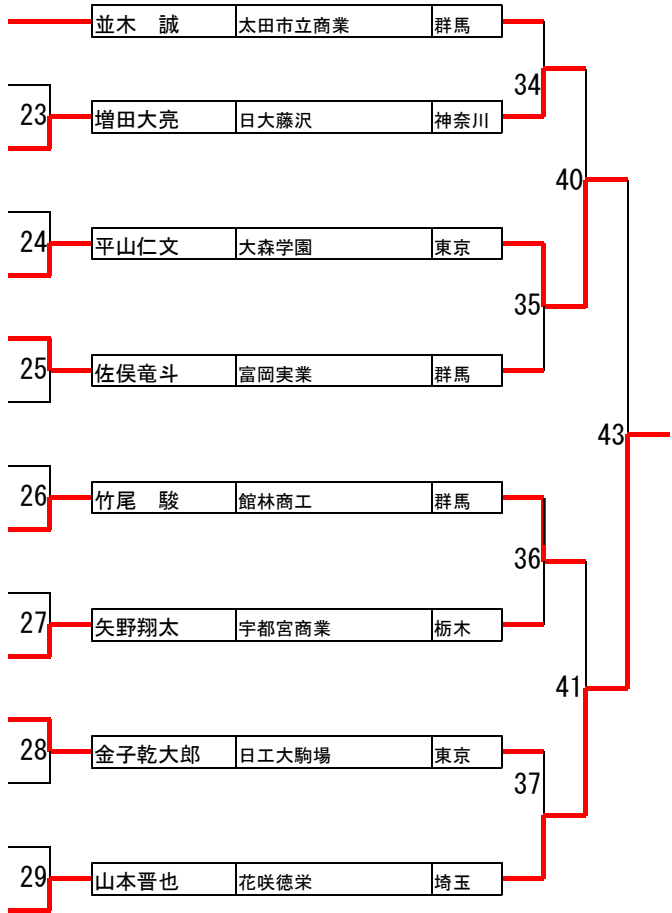 並木　誠 太田市立商業 群馬
34
23 増田大亮 日大藤沢 神奈川
40
24 平山仁文 大森学園 東京
35
25 佐俣竜斗 富岡実業 群馬
43
26 竹尾　駿 館林商工 群馬
36
27 矢野翔太 宇都宮商業 栃木
41
28 金子乾大郎 日工大駒場 東京
37
29 山本晋也 花咲徳栄 埼玉